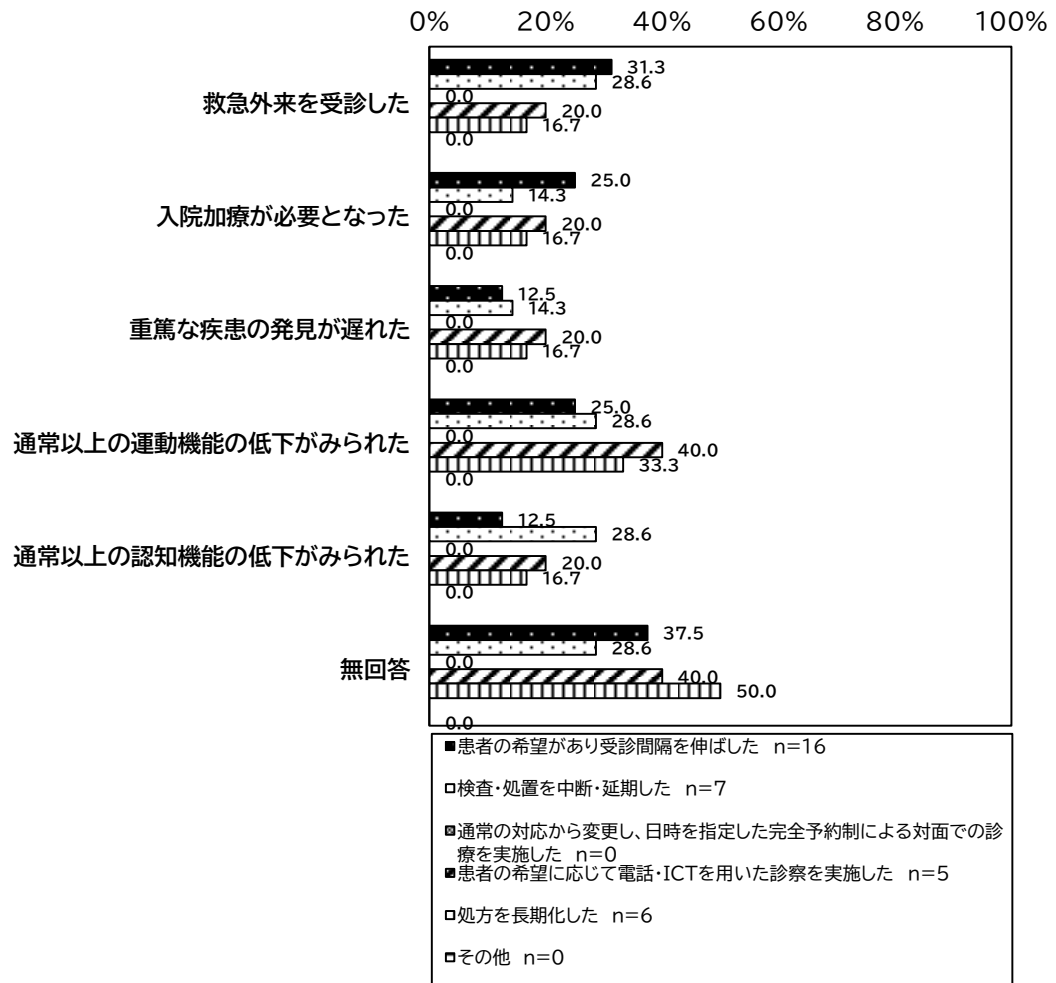 0% 20% 40% 60% 80% 100%
救急外来を受診した
31.3
28.6
0.0
20.0
16.7
0.0
入院加療が必要となった
25.0
14.3
0.0
20.0
16.7
0.0
重篤な疾患の発見が遅れた
12.5
14.3
0.0
20.0
16.7
0.0
通常以上の運動機能の低下がみられた
25.0
28.6
0.0
40.0
33.3
0.0
通常以上の認知機能の低下がみられた
12.5
28.6
0.0
20.0
16.7
0.0
無回答
37.5
28.6
0.0
40.0
50.0
0.0
患者の希望があり受診間隔を伸ばした n=16
検査・処置を中断・延期した n=7
通常の対応から変更し、日時を指定した完全予約制による対面での診
療を実施した n=0
患者の希望に応じて電話・ICTを用いた診察を実施した n=5
処方を長期化した n=6
その他 n=0